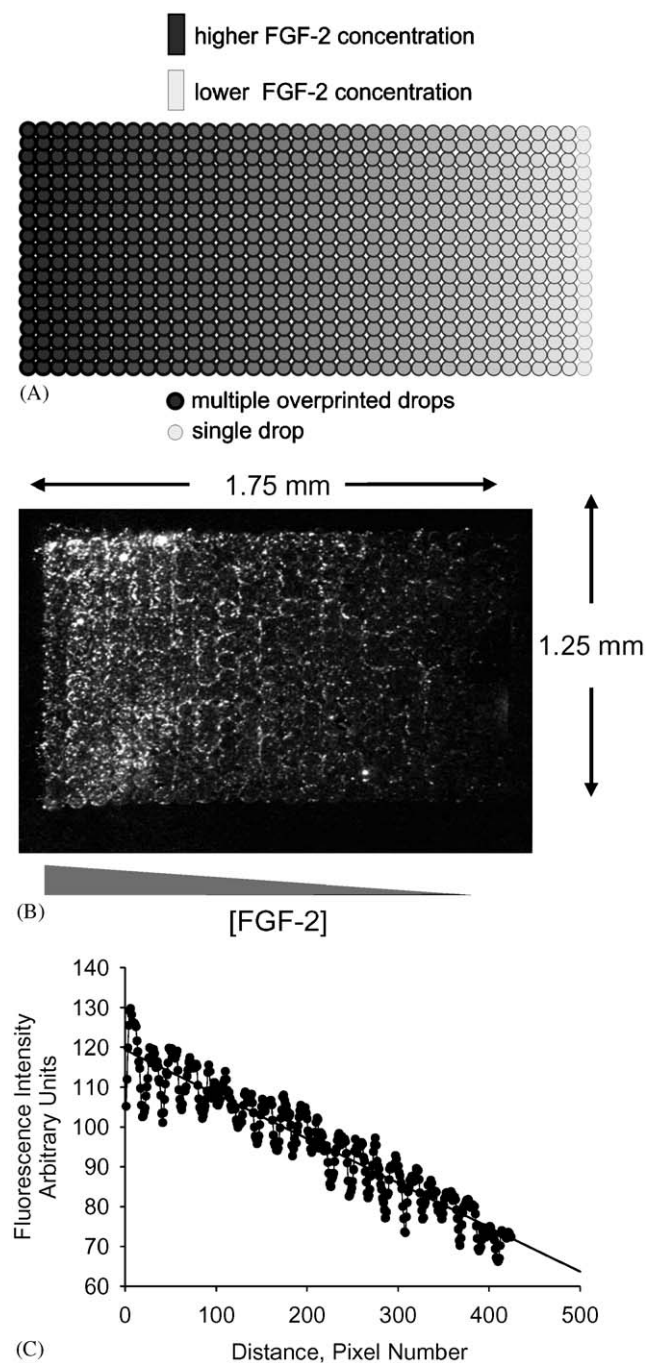 higher FGF-2 concentration
lower FGF-2 concentration
(A)
multiple overprinted drops
single drop
1.75 mm
1.25 mm
(B)
[FGF-2]
140
130
120
110
100
90
80
70
60
0
100
200
300
400
500
Fluorescence Intensity
Arbitrary Units
Distance, Pixel Number
(C)